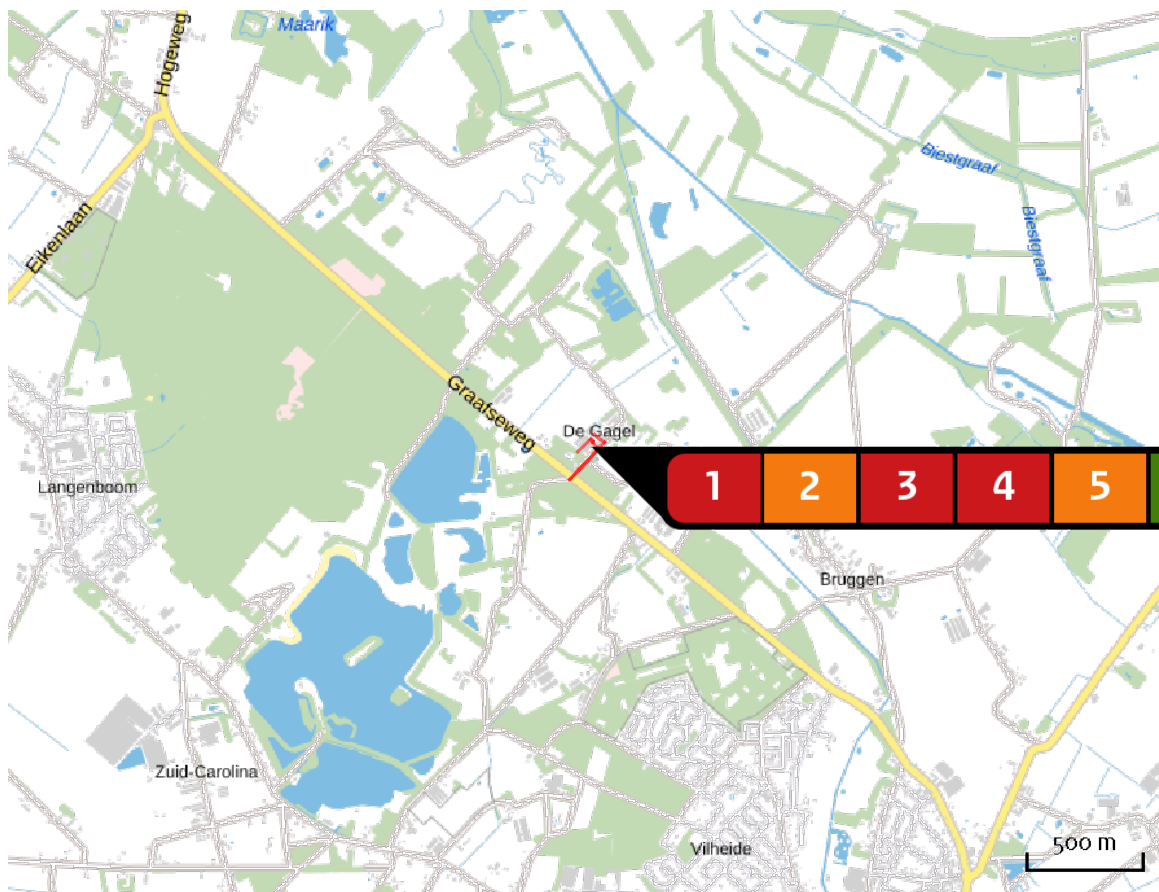 Maarik
Hogeweg
Biestgraaf
Eikenlaan
Biestgraaf
Graafseweg
De Gagel
Langenboom
1 2 3 4 5
Bruggen
Zuid-Carolina
Vilheide
500 m